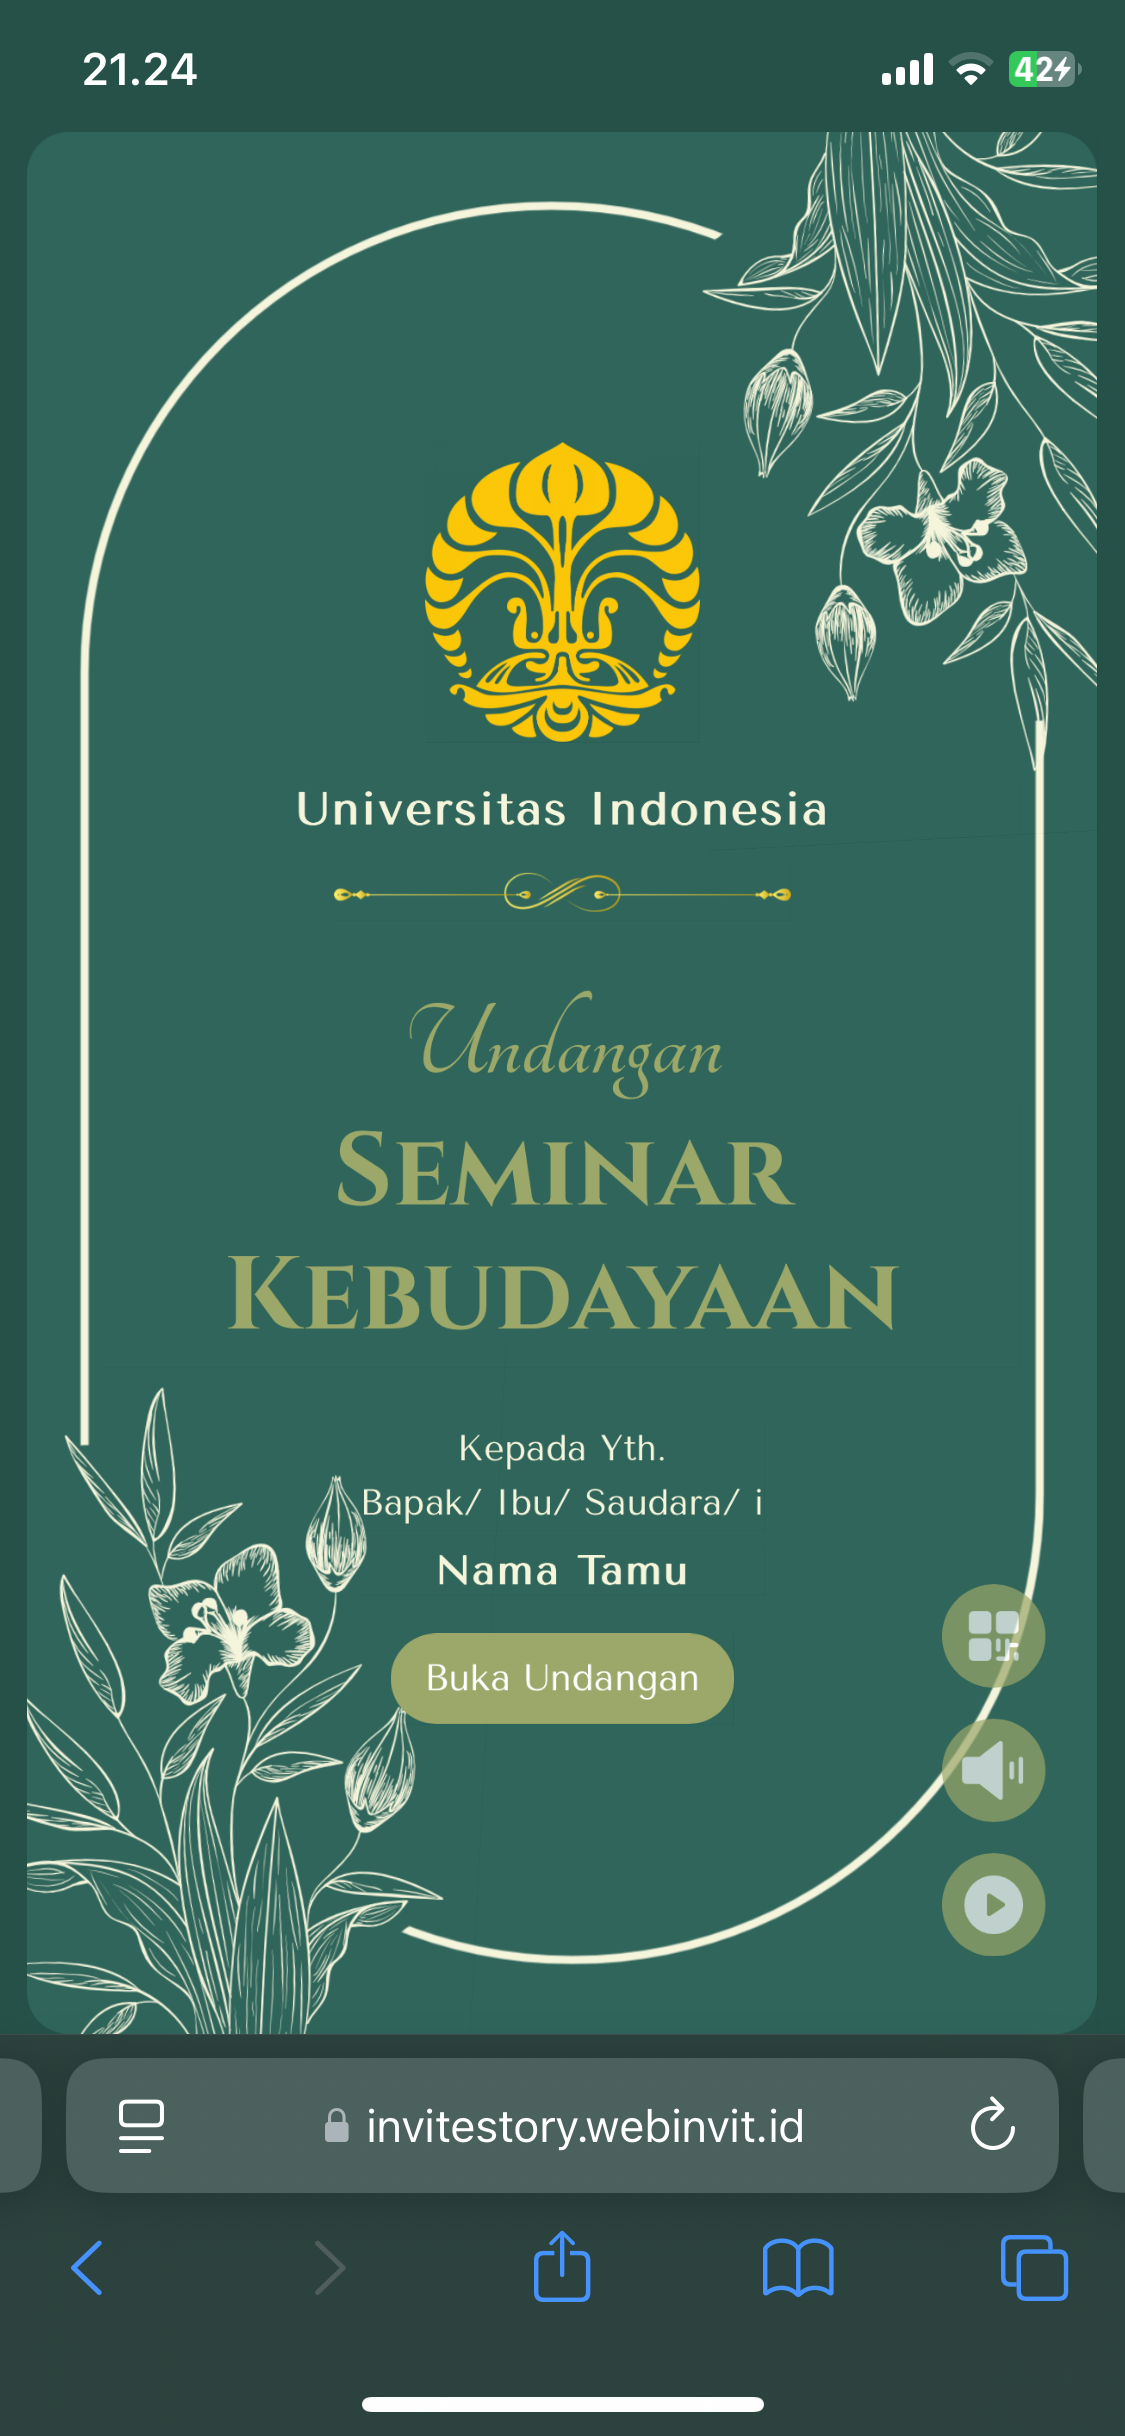 21.24
42
Universitas Indonesia
Undangan
SEMINAR
KEBUDAYAAN
Kepada Yth.
Bapak/ Ibu/ Saudara/ i
Nama Tamu
Buka Undangan
invitestory.webinvit.id